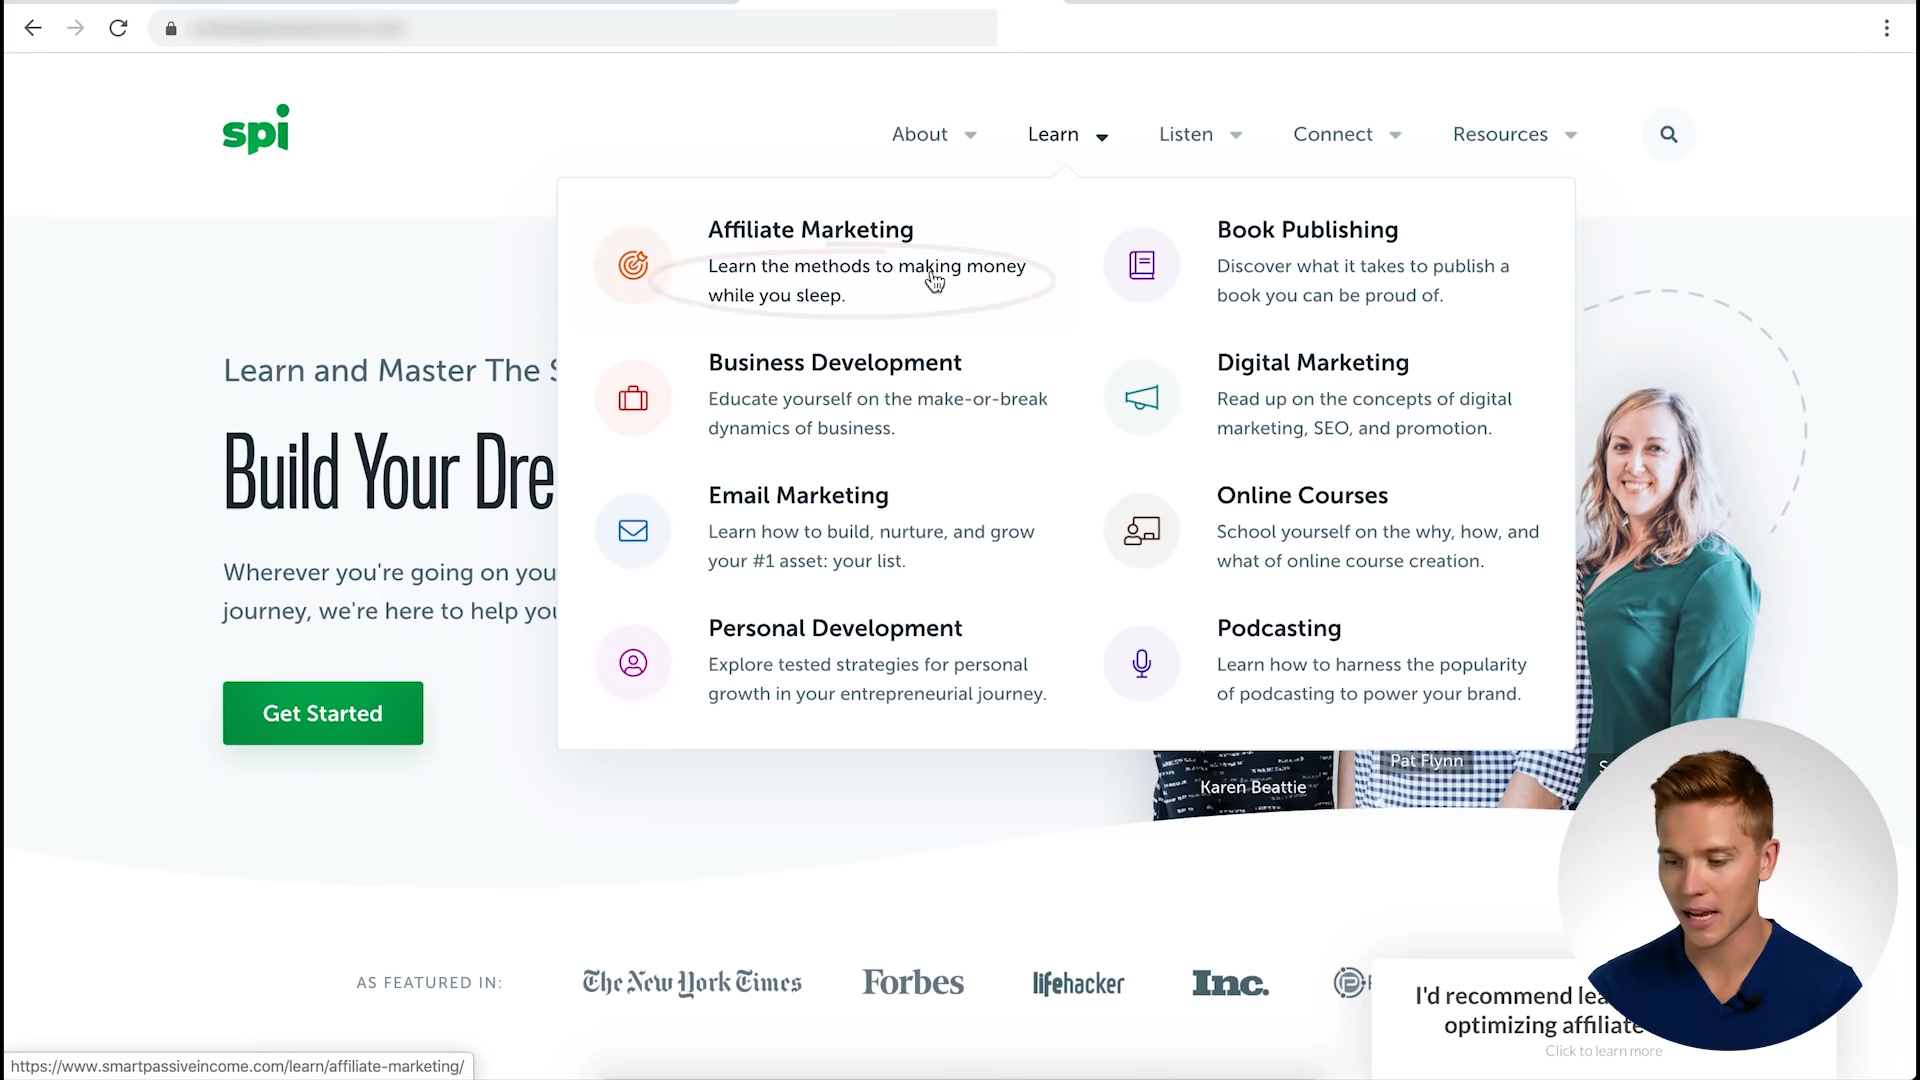 spi
About
Learn
Listen
Connect
Resources
Affiliate Marketing
Learn the methods to making money
while you sleep.
Book Publishing
Discover what it takes to publish a
book you can be proud of.
Business Development
Educate yourself on the make-or-break
dynamics of business.
Digital Marketing
Read up on the concepts of digital
marketing, SEO, and promotion.
Email Marketing
Learn how to build, nurture, and grow
your #1 asset: your list.
Online Courses
School yourself on the why, how, and
what of online course creation.
Personal Development
Explore tested strategies for personal
growth in your entrepreneurial journey.
Podcasting
Learn how to harness the popularity
of podcasting to power your brand.
Learn and Master The S
Build Your Dre
Wherever you're going on you
journey, we're here to help you
Get Started
Pat Flynn
Karen Beattie
AS FEATURED IN:
The New York Times
Forbes
lifehacker
Inc.
I'd recommend lea
optimizing affiliate
Click to learn more
https://www.smartpassiveincome.com/learn/affiliate-marketing/